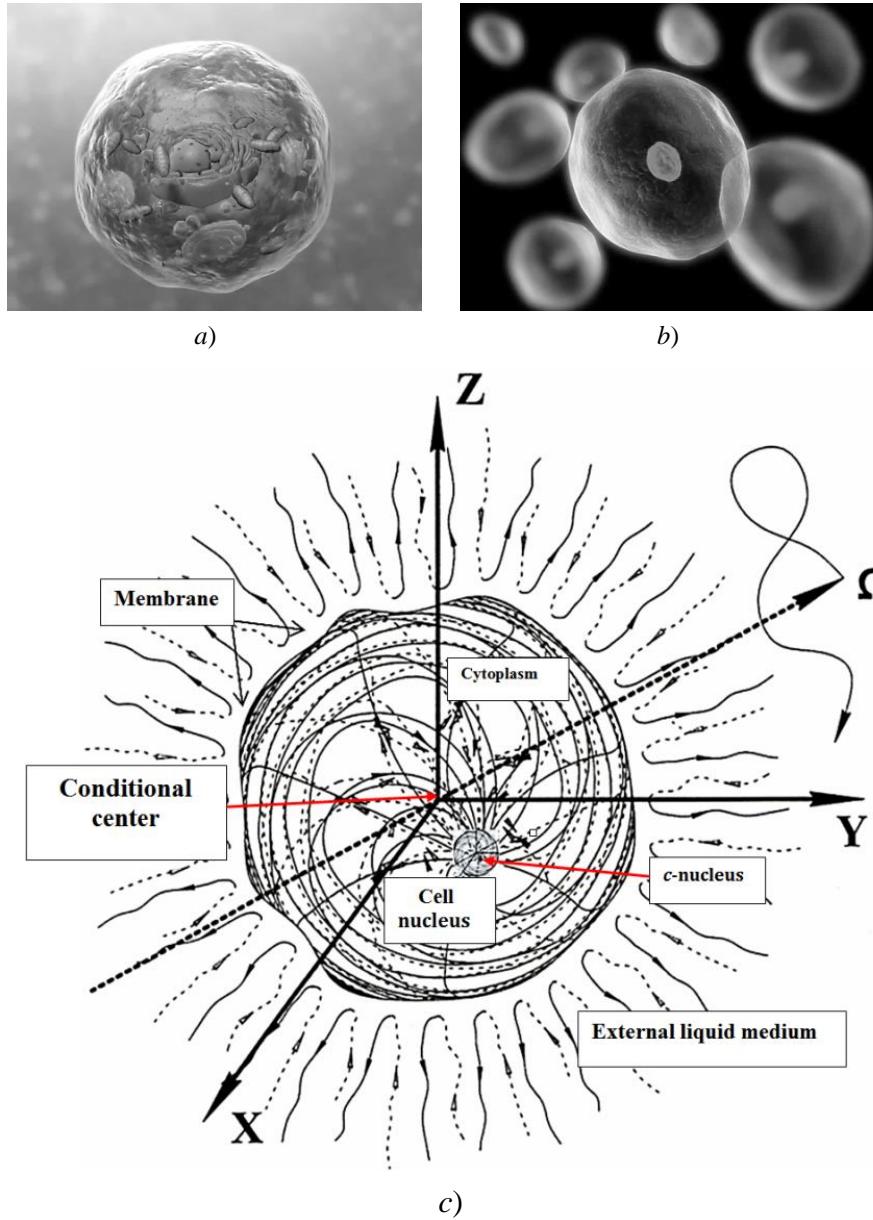 a)
b)
Z
Membrane
Ω
Cytoplasm
Conditional
center
Y
c-nucleus
Cell
nucleus
External liquid medium
X
c)